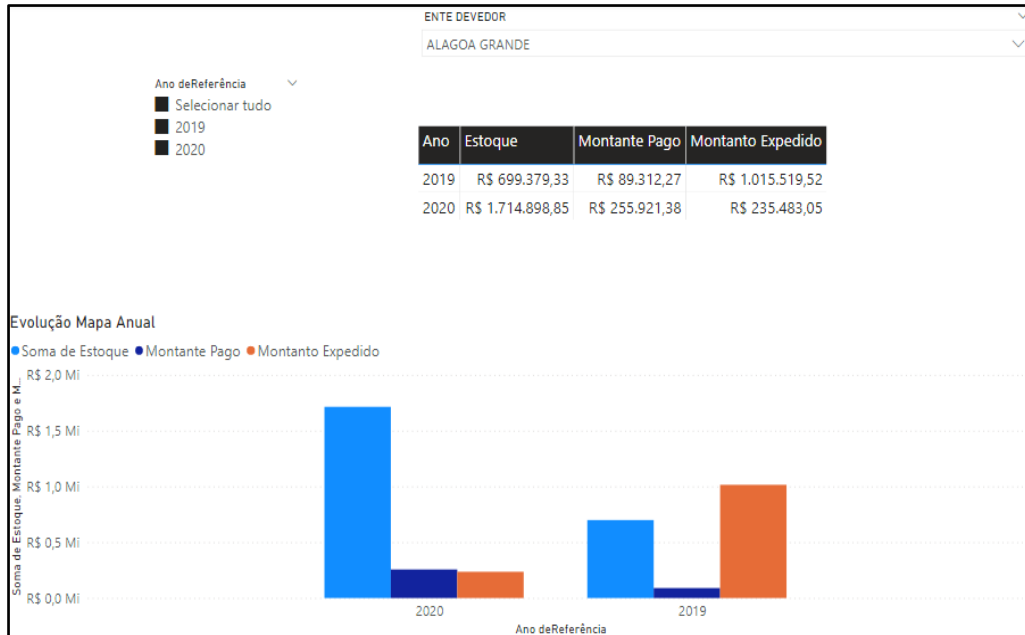 ENTE DEVEDOR
ALAGOA GRANDE
Ano deReferência
Selecionar tudo
2019
2020
Ano Estoque Montante Pago Montanto Expedido
2019 R$ 699.379,33 R$ 89.312,27 R$ 1.015.519,52
2020 R$ 1.714.898,85 R$ 255.921,38 R$ 235.483,05
Evolução Mapa Anual
Soma de Estoque Montante Pago Montanto Expedido
Soma de Estoque, Montante Pago e M...
R$ 2,0 Mi
R$ 1,5 Mi
R$ 1,0 Mi
R$ 0,5 Mi
R$ 0,0 Mi
2020 2019
Ano deReferência